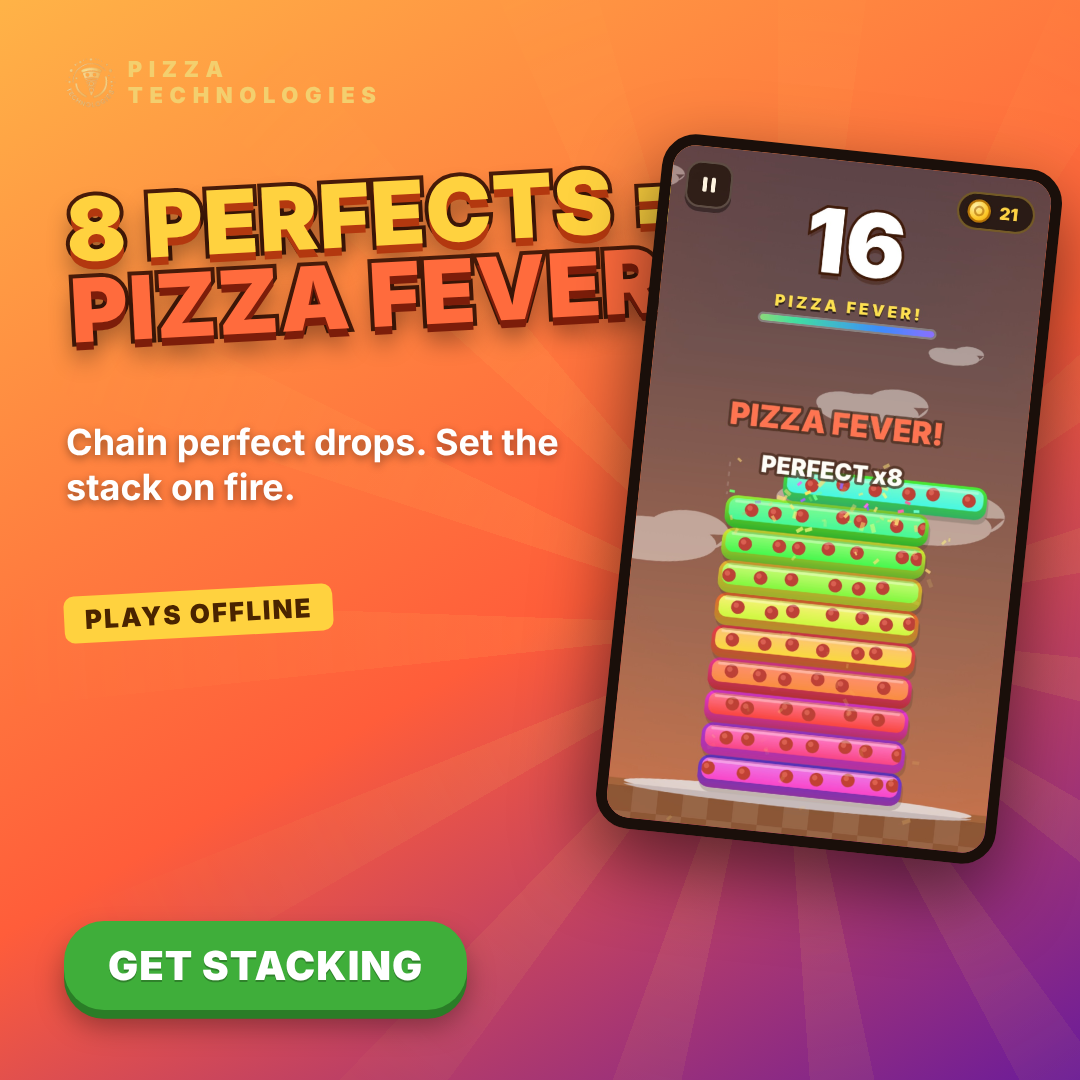 PIZZA
TECHNOLOGIES
8 PERFECTS =
PIZZA FEVER
Chain perfect drops. Set the
stack on fire.
PLAYS OFFLINE
GET STACKING
21
16
PIZZA FEVER!
PIZZA FEVER!
PERFECT x8